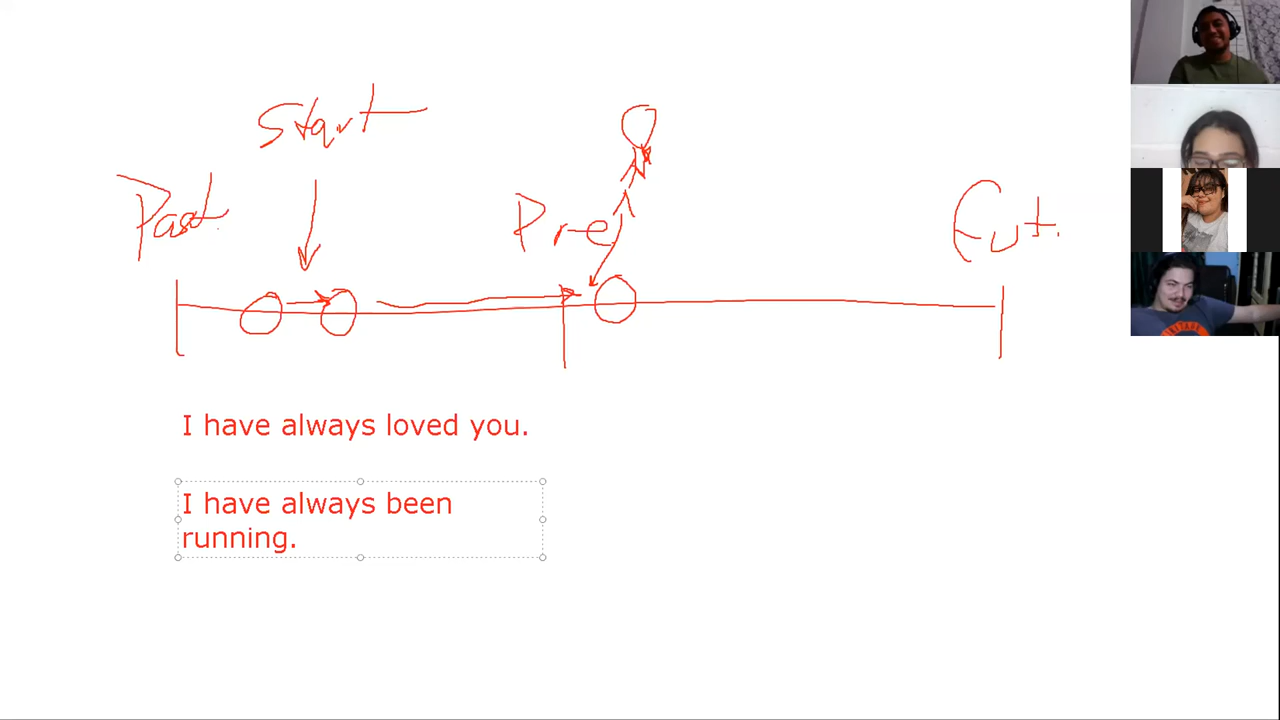 Start
Past
Pre
Fut.
I have always loved you.
I have always been
running.